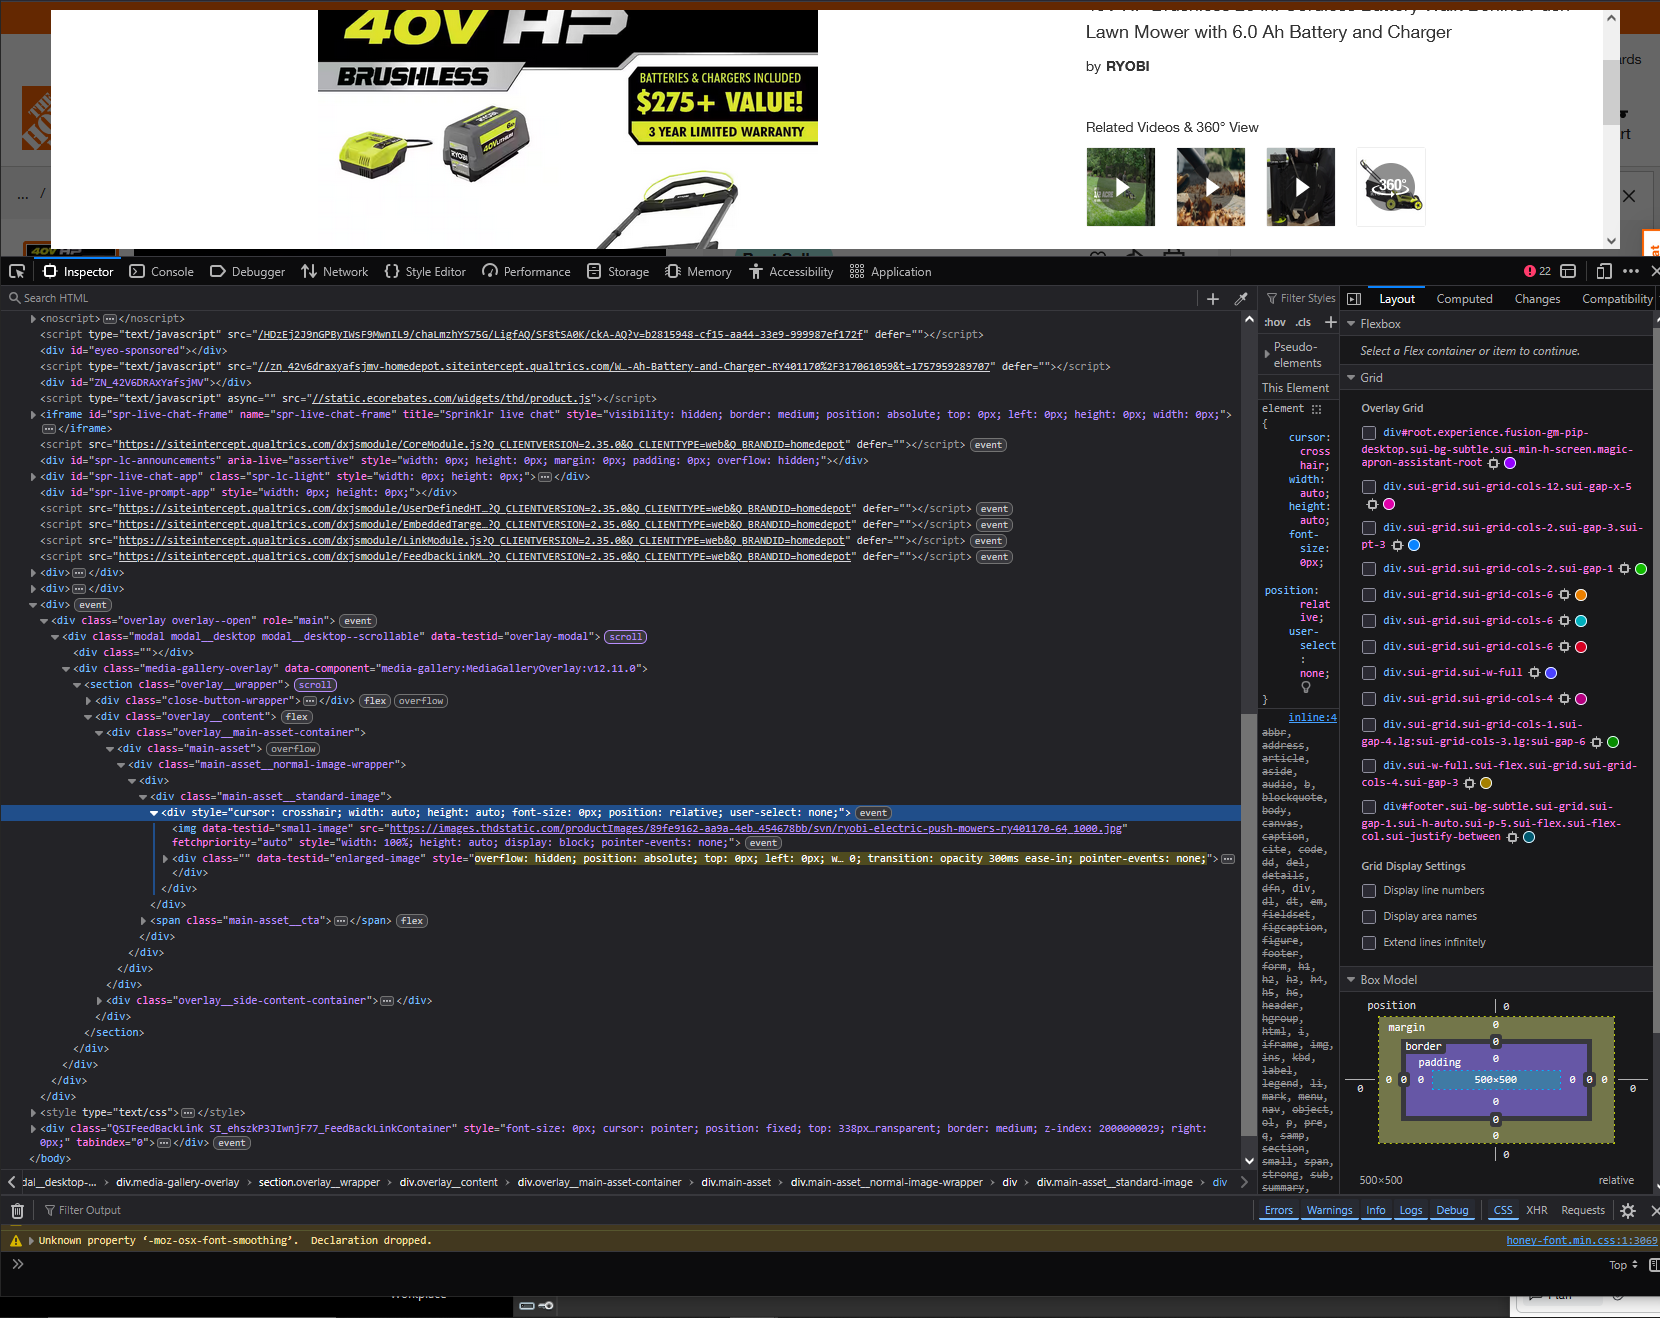 40V HP
BRUSHLESS
BATTERIES & CHARGERS INCLUDED
$275+ VALUE!
3 YEAR LIMITED WARRANTY
RYOBI
40V LITHIUM
Lawn Mower with 6.0 Ah Battery and Charger
by RYOBI
Related Videos & 360° View
360°
THE
... /
Inspector Console Debugger Network Style Editor Performance Storage Memory Accessibility Application 22
Search HTML
<noscript></noscript>
<script type="text/javascript" src="/HDzEj2J9nGPByIWsF9MwnIL9/chaLmzhYS75G/LigfAQ/SF8tSA0K/ckA-AQ?v=b2815948-cf15-aa44-33e9-999987ef172f" defer=""></script>
<div id="eyeo-sponsored"></div>
<script type="text/javascript" src="//zn_42v6draxyafsjmv-homedepot.siteintercept.qualtrics.com/W…-Ah-Battery-and-Charger-RY401170%2F317061059&t=1757959289707" defer=""></script>
<div id="ZN_42V6DRAxYafsjMV"></div>
<script type="text/javascript" async="" src="//static.ecorebates.com/widgets/thd/product.js"></script>
<iframe id="spr-live-chat-frame" name="spr-live-chat-frame" title="Sprinklr live chat" style="visibility: hidden; border: medium; position: absolute; top: 0px; left: 0px; height: 0px; width: 0px;">
</iframe>
<script src="https://siteintercept.qualtrics.com/dxjsmodule/CoreModule.js?Q_CLIENTVERSION=2.35.0&Q_CLIENTTYPE=web&Q_BRANDID=homedepot" defer=""></script> event
<div id="spr-lc-announcements" aria-live="assertive" style="width: 0px; height: 0px; margin: 0px; padding: 0px; overflow: hidden;"></div>
<div id="spr-live-chat-app" class="spr-lc-light" style="width: 0px; height: 0px;"></div>
<div id="spr-live-prompt-app" style="width: 0px; height: 0px;"></div>
<script src="https://siteintercept.qualtrics.com/dxjsmodule/UserDefinedHT…?Q_CLIENTVERSION=2.35.0&Q_CLIENTTYPE=web&Q_BRANDID=homedepot" defer=""></script> event
<script src="https://siteintercept.qualtrics.com/dxjsmodule/EmbeddedTarge…?Q_CLIENTVERSION=2.35.0&Q_CLIENTTYPE=web&Q_BRANDID=homedepot" defer=""></script> event
<script src="https://siteintercept.qualtrics.com/dxjsmodule/LinkModule.js?Q_CLIENTVERSION=2.35.0&Q_CLIENTTYPE=web&Q_BRANDID=homedepot" defer=""></script> event
<script src="https://siteintercept.qualtrics.com/dxjsmodule/FeedbackLinkM…?Q_CLIENTVERSION=2.35.0&Q_CLIENTTYPE=web&Q_BRANDID=homedepot" defer=""></script> event
<div></div>
<div></div>
<div> event
<div class="overlay overlay--open" role="main"> event
<div class="modal modal__desktop modal__desktop--scrollable" data-testid="overlay-modal"> scroll
<div class=""></div>
<div class="media-gallery-overlay" data-component="media-gallery:MediaGalleryOverlay:v12.11.0">
<section class="overlay__wrapper"> scroll
<div class="close-button-wrapper"></div> flex overflow
<div class="overlay__content"> flex
<div class="overlay__main-asset-container">
<div class="main-asset"> overflow
<div class="main-asset__normal-image-wrapper">
<div>
<div class="main-asset__standard-image">
<div style="cursor: crosshair; width: auto; height: auto; font-size: 0px; position: relative; user-select: none;"> event
<img data-testid="small-image" src="https://images.thdstatic.com/productImages/89fe9162-aa9a-4eb…454678bb/svn/ryobi-electric-push-mowers-ry401170-64_1000.jpg"
fetchpriority="auto" style="width: 100%; height: auto; display: block; pointer-events: none;"> event
<div class="" data-testid="enlarged-image" style="overflow: hidden; position: absolute; top: 0px; left: 0px; w… 0; transition: opacity 300ms ease-in; pointer-events: none;">
</div>
</div>
</div>
<span class="main-asset__cta"></span> flex
</div>
</div>
</div>
</div>
<div class="overlay__side-content-container"></div>
</div>
</section>
</div>
</div>
</div>
</div>
<style type="text/css"></style>
<div class="QSIFeedBackLink SI_ehszkP3JIwnjF77_FeedBackLinkContainer" style="font-size: 0px; cursor: pointer; position: fixed; top: 338px…ransparent; border: medium; z-index: 2000000029; right:
0px;" tabindex="0"></div> event
</body>
dal__desktop-... › div.media-gallery-overlay › section.overlay__wrapper › div.overlay__content › div.overlay__main-asset-container › div.main-asset › div.main-asset__normal-image-wrapper › div › div.main-asset__standard-image › div
Filter Styles
:hov .cls +
Pseudo-
elements
This Element
element
{
cursor:
cross
hair;
width:
auto;
height:
auto;
font-
size:
0px;
position:
relat
ive;
user-
select
:
none;
}
inline:4
abbr,
address,
article,
aside,
audio, b,
blockquote,
body,
canvas,
caption,
cite, code,
dd, del,
details,
dfn, div,
dl, dt, em,
fieldset,
figcaption,
figure,
footer,
form, h1,
h2, h3, h4,
h5, h6,
header,
hgroup,
html, i,
iframe, img,
ins, kbd,
label,
legend, li,
mark, menu,
nav, object,
ol, p, pre,
q, samp,
section,
small, span,
strong, sub,
summary,
Layout Computed Changes Compatibility
Flexbox
Select a Flex container or item to continue.
Grid
Overlay Grid
div#root.experience.fusion-gm-pip-
desktop.sui-bg-subtle.sui-min-h-screen.magic-
apron-assistant-root
div.sui-grid.sui-grid-cols-12.sui-gap-x-5
div.sui-grid.sui-grid-cols-2.sui-gap-3.sui-
pt-3
div.sui-grid.sui-grid-cols-2.sui-gap-1
div.sui-grid.sui-grid-cols-6
div.sui-grid.sui-grid-cols-6
div.sui-grid.sui-grid-cols-6
div.sui-grid.sui-w-full
div.sui-grid.sui-grid-cols-4
div.sui-grid.sui-grid-cols-1.sui-
gap-4.lg:sui-grid-cols-3.lg:sui-gap-6
div.sui-w-full.sui-flex.sui-grid.sui-grid-
cols-4.sui-gap-3
div#footer.sui-bg-subtle.sui-grid.sui-
gap-1.sui-h-auto.sui-p-5.sui-flex.sui-flex-
col.sui-justify-between
Grid Display Settings
Display line numbers
Display area names
Extend lines infinitely
Box Model
position 0
margin 0
border 0
padding 0
0 0 0 0 500×500 0 0 0 0
0
0
0
0
500×500 relative
Filter Output Errors Warnings Info Logs Debug CSS XHR Requests
Unknown property ‘-moz-osx-font-smoothing’. Declaration dropped. honey-font.min.css:1:3069
» Top